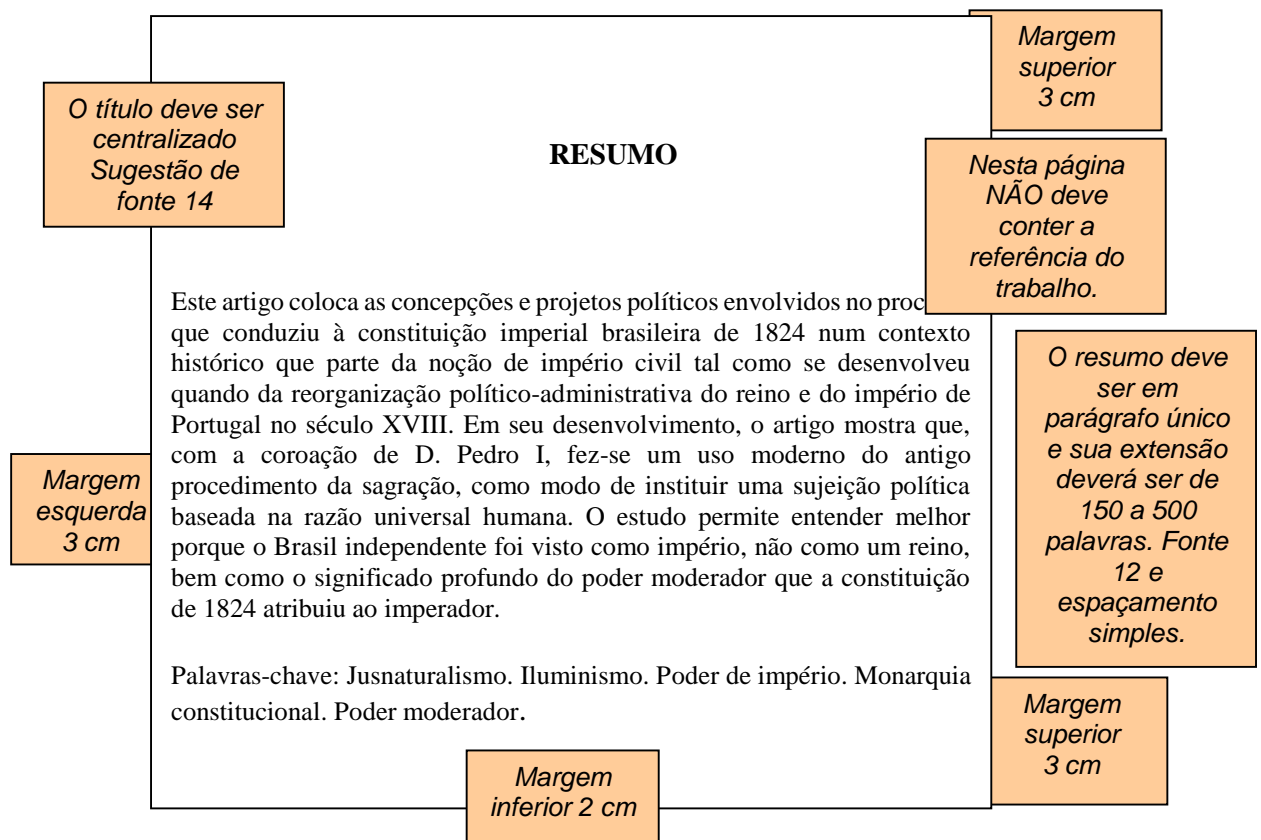 Margem
superior
3 cm
O título deve ser
centralizado
Sugestão de
fonte 14
RESUMO
Nesta página
NÃO deve
conter a
referência do
trabalho.
Este artigo coloca as concepções e projetos políticos envolvidos no
que conduziu à constituição imperial brasileira de 1824 num contexto
histórico que parte da noção de império civil tal como se desenvolveu
quando da reorganização político-administrativa do reino e do império de
Portugal no século XVIII. Em seu desenvolvimento, o artigo mostra que,
com a coroação de D. Pedro I, fez-se um uso moderno do antigo
procedimento da sagração, como modo de instituir uma sujeição política
baseada na razão universal humana. O estudo permite entender melhor
porque o Brasil independente foi visto como império, não como um reino,
bem como o significado profundo do poder moderador que a constituição
de 1824 atribuiu ao imperador.
O resumo deve
ser em
parágrafo único
e sua extensão
deverá ser de
150 a 500
palavras. Fonte
12 e
espaçamento
simples.
Margem
esquerda
3 cm
Palavras-chave: Jusnaturalismo. Iluminismo. Poder de império. Monarquia
constitucional. Poder moderador.
Margem
superior
3 cm
Margem
inferior 2 cm